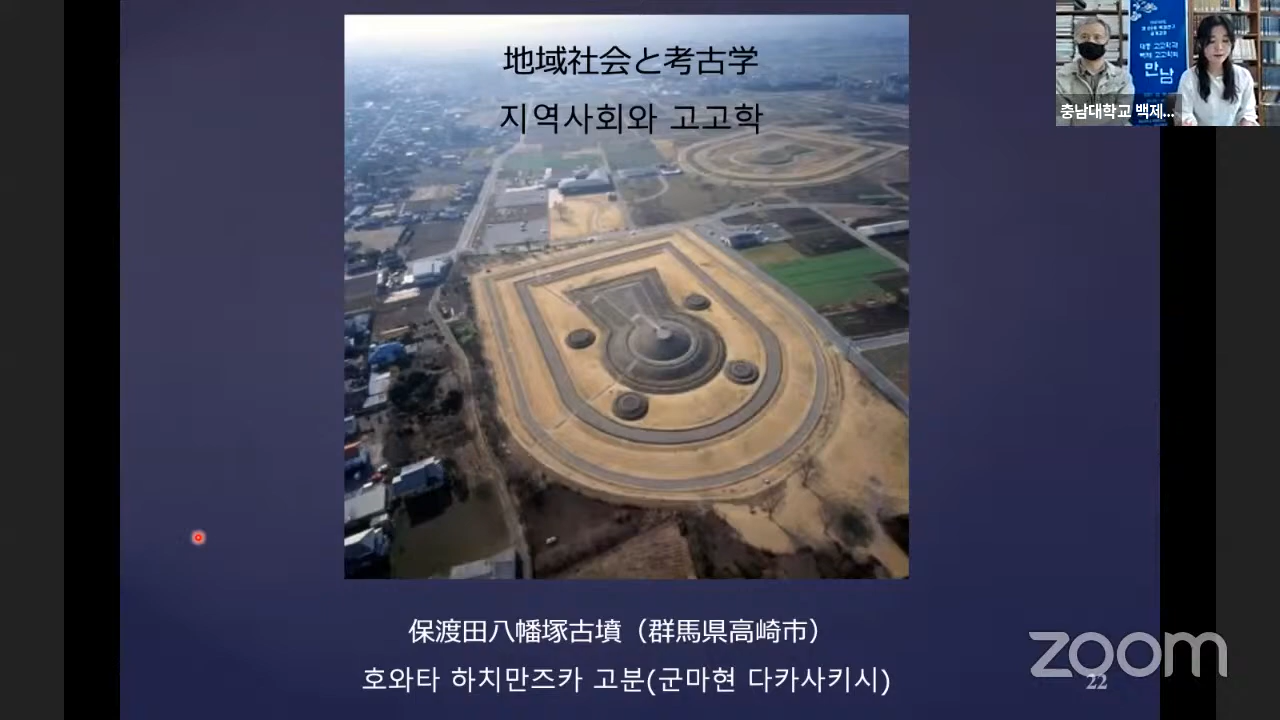 地域社会と考古学
지역사회와 고고학
保渡田八幡塚古墳（群馬県高崎市）
호와타 하치만즈카 고분(군마현 다카사키시)
zoom
22
만남
충남대학교 백제...